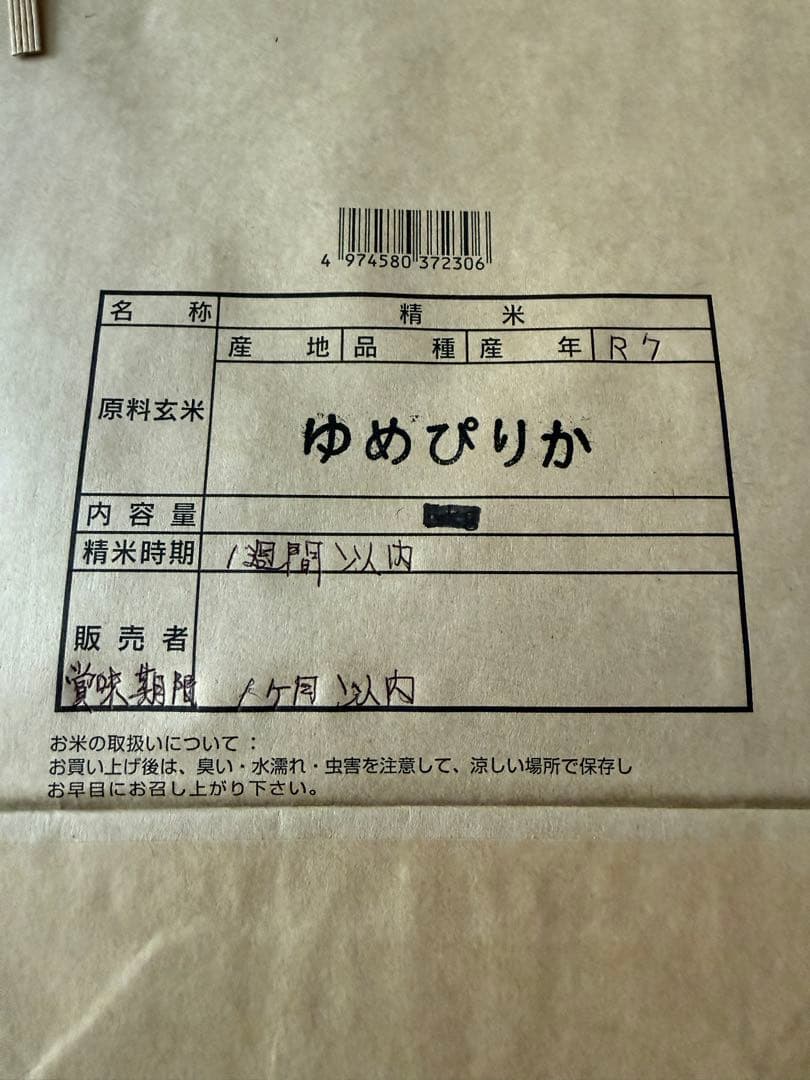 4 974580 372306
名称 精米
産地 品種 産年 R7
原料玄米 ゆめぴりか
内容量
精米時期 1週間以内
販売者
賞味期限 1ヶ月以内
お米の取扱いについて：
お買い上げ後は、臭い・水濡れ・虫害を注意して、涼しい場所で保存し
お早目にお召し上がり下さい。